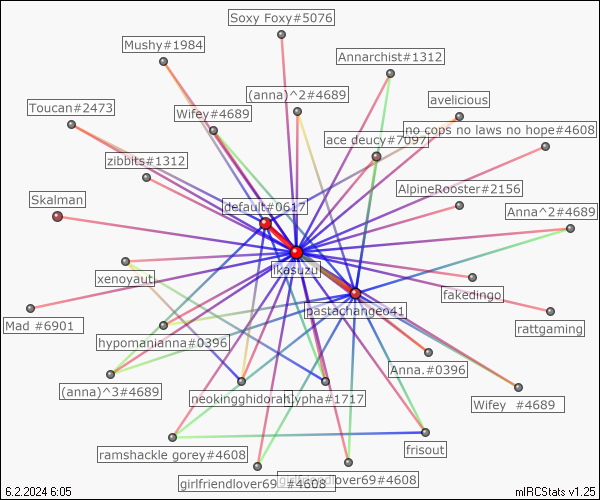 Soxy Foxy#5076
Mushy#1984
Annarchist#1312
(anna)^2#4689
avelicious
Toucan#2473
Wifey#4689
no cops no laws no hope#4608
ace deucy#7097
zibbits#1312
AlpineRooster#2156
Skalman
default#0617
Anna^2#4689
ikasuzui
xenoyaut
fakedingo
pastachangeo41
Mad #6901
rattgaming
hypomanianna#0396
Anna.#0396
(anna)^3#4689
neokingghidorah
Cypha#1717
Wifey #4689
ramshackle gorey#4608
frisout
girlfriendlover69 #4608
girlfriendlover69#4608
6.2.2024 6:05
mIRCStats v1.25